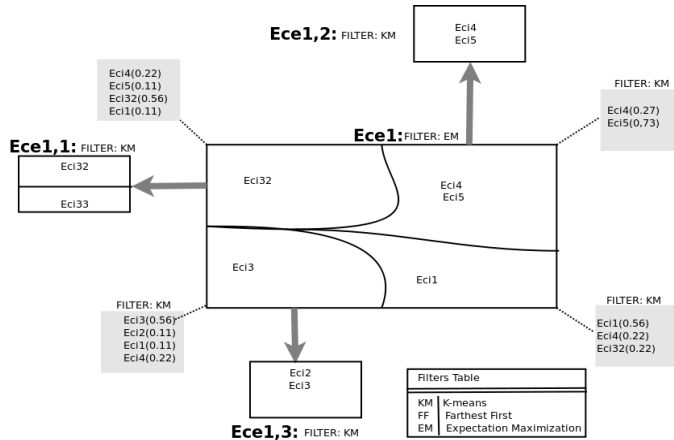 Ece1,2: FILTER: KM
Eci4
Eci5
Eci4(0.22)
Eci5(0.11)
Eci32(0.56)
Eci1(0.11)
FILTER: KM
Eci4(0.27)
Eci5(0,73)
Ece1,1: FILTER: KM
Ece1: FILTER: EM
Eci32
Eci33
Eci32
Eci4
Eci5
Eci3
Eci1
FILTER: KM
Eci3(0.56)
Eci2(0.11)
Eci1(0.11)
Eci4(0.22)
FILTER: KM
Eci1(0.56)
Eci4(0.22)
Eci32(0.22)
Eci2
Eci3
Ece1,3: FILTER: KM
Filters Table
KM K-means
FF Farthest First
EM Expectation Maximization